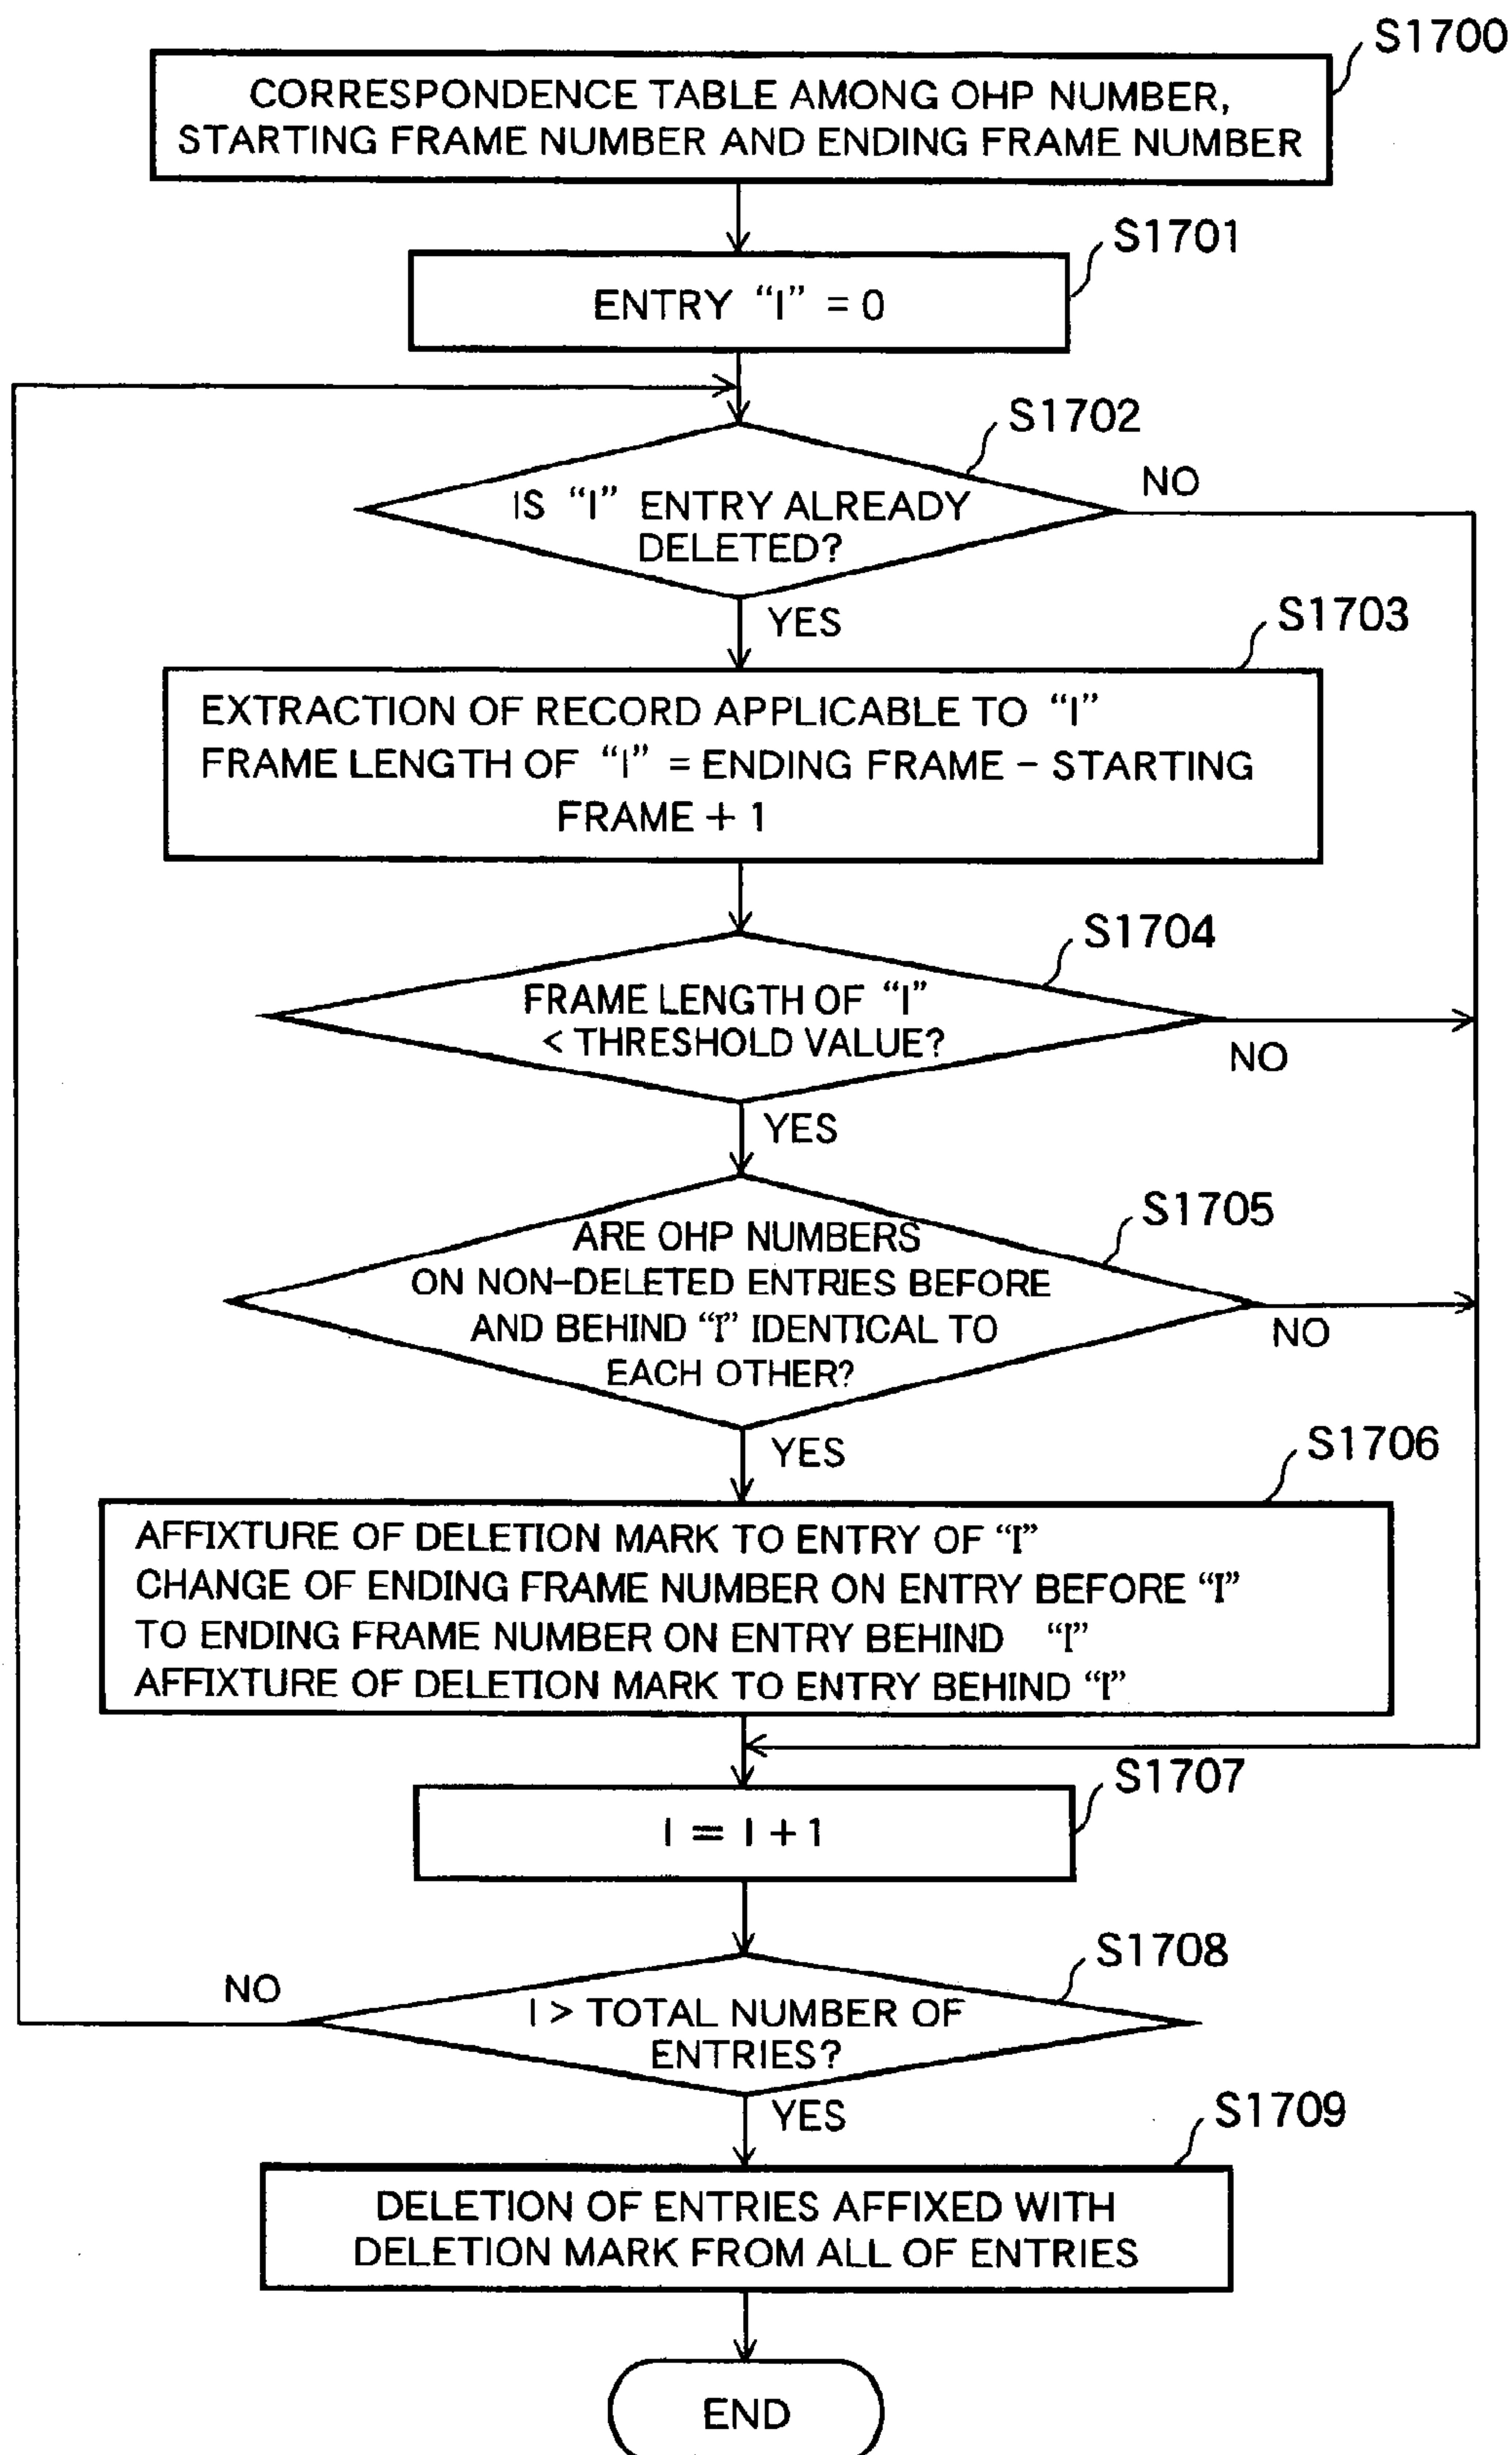 S1700
CORRESPONDENCE TABLE AMONG OHP NUMBER,
STARTING FRAME NUMBER AND ENDING FRAME NUMBER
S1701
ENTRY “I” = 0
S1702
IS “I” ENTRY ALREADY
DELETED?
NO
YES
S1703
EXTRACTION OF RECORD APPLICABLE TO “I”
FRAME LENGTH OF “I” = ENDING FRAME – STARTING
FRAME + 1
S1704
FRAME LENGTH OF “I”
< THRESHOLD VALUE?
NO
YES
S1705
ARE OHP NUMBERS
ON NON-DELETED ENTRIES BEFORE
AND BEHIND “I” IDENTICAL TO
EACH OTHER?
NO
YES
S1706
AFFIXTURE OF DELETION MARK TO ENTRY OF “I”
CHANGE OF ENDING FRAME NUMBER ON ENTRY BEFORE “I”
TO ENDING FRAME NUMBER ON ENTRY BEHIND “I”
AFFIXTURE OF DELETION MARK TO ENTRY BEHIND “I”
S1707
I = I + 1
S1708
NO
I > TOTAL NUMBER OF
ENTRIES?
YES
S1709
DELETION OF ENTRIES AFFIXED WITH
DELETION MARK FROM ALL OF ENTRIES
END